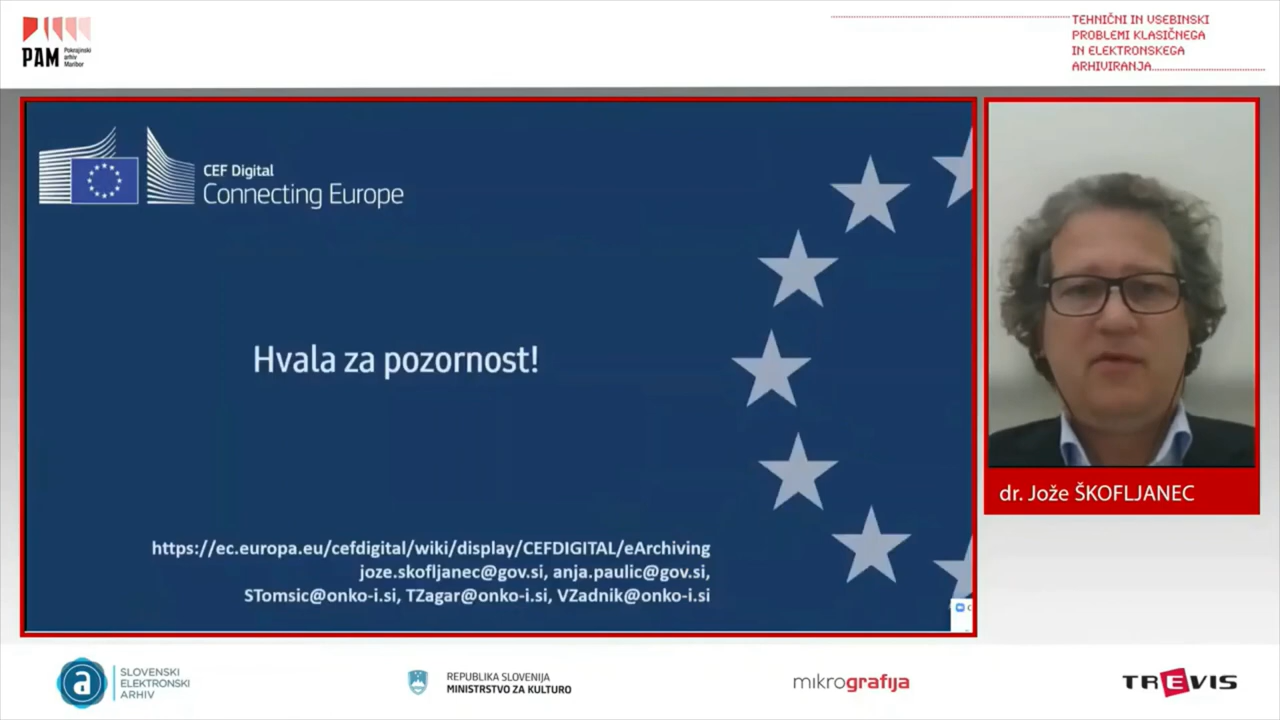 PAM
Pokrajinski
arhiv
Maribor
TEHNIČNI IN VSEBINSKI
PROBLEMI KLASIČNEGA
IN ELEKTRONSKEGA
ARHIVIRANJA
CEF Digital
Connecting Europe
Hvala za pozornost!
https://ec.europa.eu/cefdigital/wiki/display/CEFDIGITAL/eArchiving
joze.skofljanec@gov.si, anja.paulic@gov.si,
STomsic@onko-i.si, TZagar@onko-i.si, VZadnik@onko-i.si
dr. Jože ŠKOFLJANEC
a
SLOVENSKI
ELEKTRONSKI
ARHIV
REPUBLIKA SLOVENIJA
MINISTRSTVO ZA KULTURO
mikrografija
TREVIS